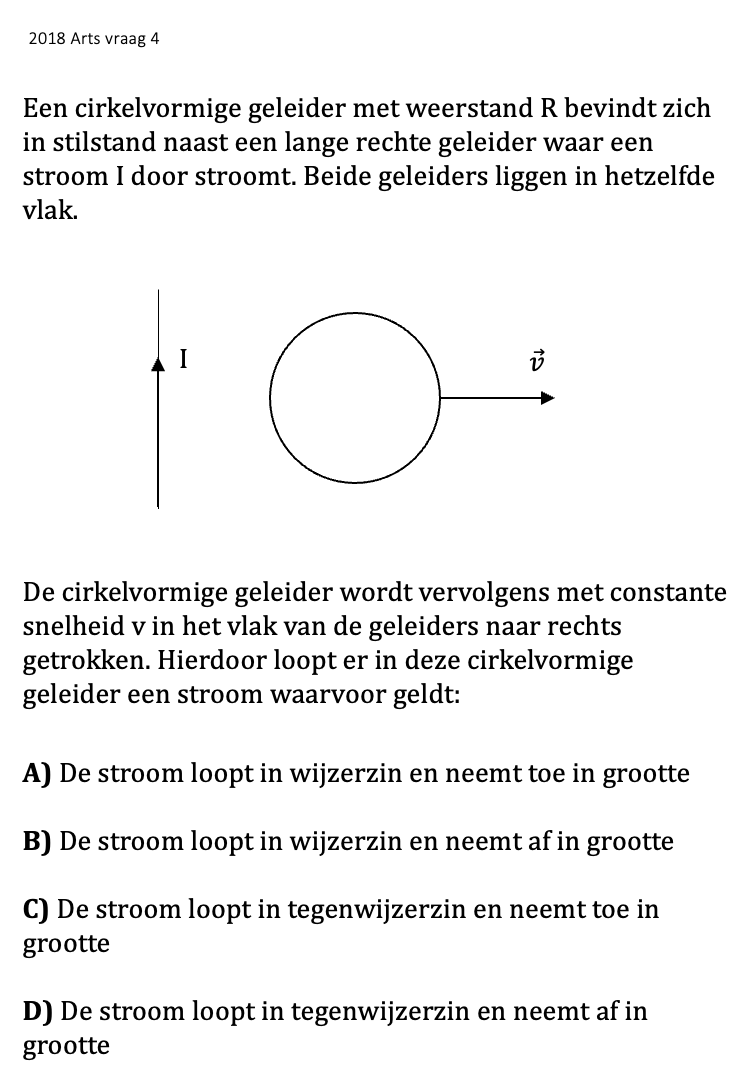 2018 Arts vraag 4
Een cirkelvormige geleider met weerstand R bevindt zich
in stilstand naast een lange rechte geleider waar een
stroom I door stroomt. Beide geleiders liggen in hetzelfde
vlak.
I
v⃗
De cirkelvormige geleider wordt vervolgens met constante
snelheid v in het vlak van de geleiders naar rechts
getrokken. Hierdoor loopt er in deze cirkelvormige
geleider een stroom waarvoor geldt:
A) De stroom loopt in wijzerzin en neemt toe in grootte
B) De stroom loopt in wijzerzin en neemt af in grootte
C) De stroom loopt in tegenwijzerzin en neemt toe in
grootte
D) De stroom loopt in tegenwijzerzin en neemt af in
grootte